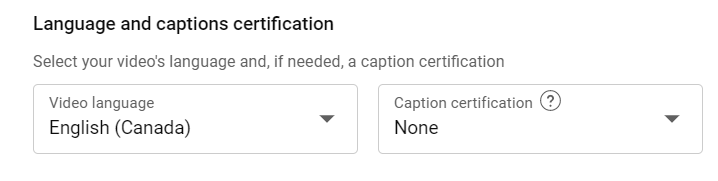 Language and captions certification
Select your video's language and, if needed, a caption certification
Video language
English (Canada)
Caption certification ?
None